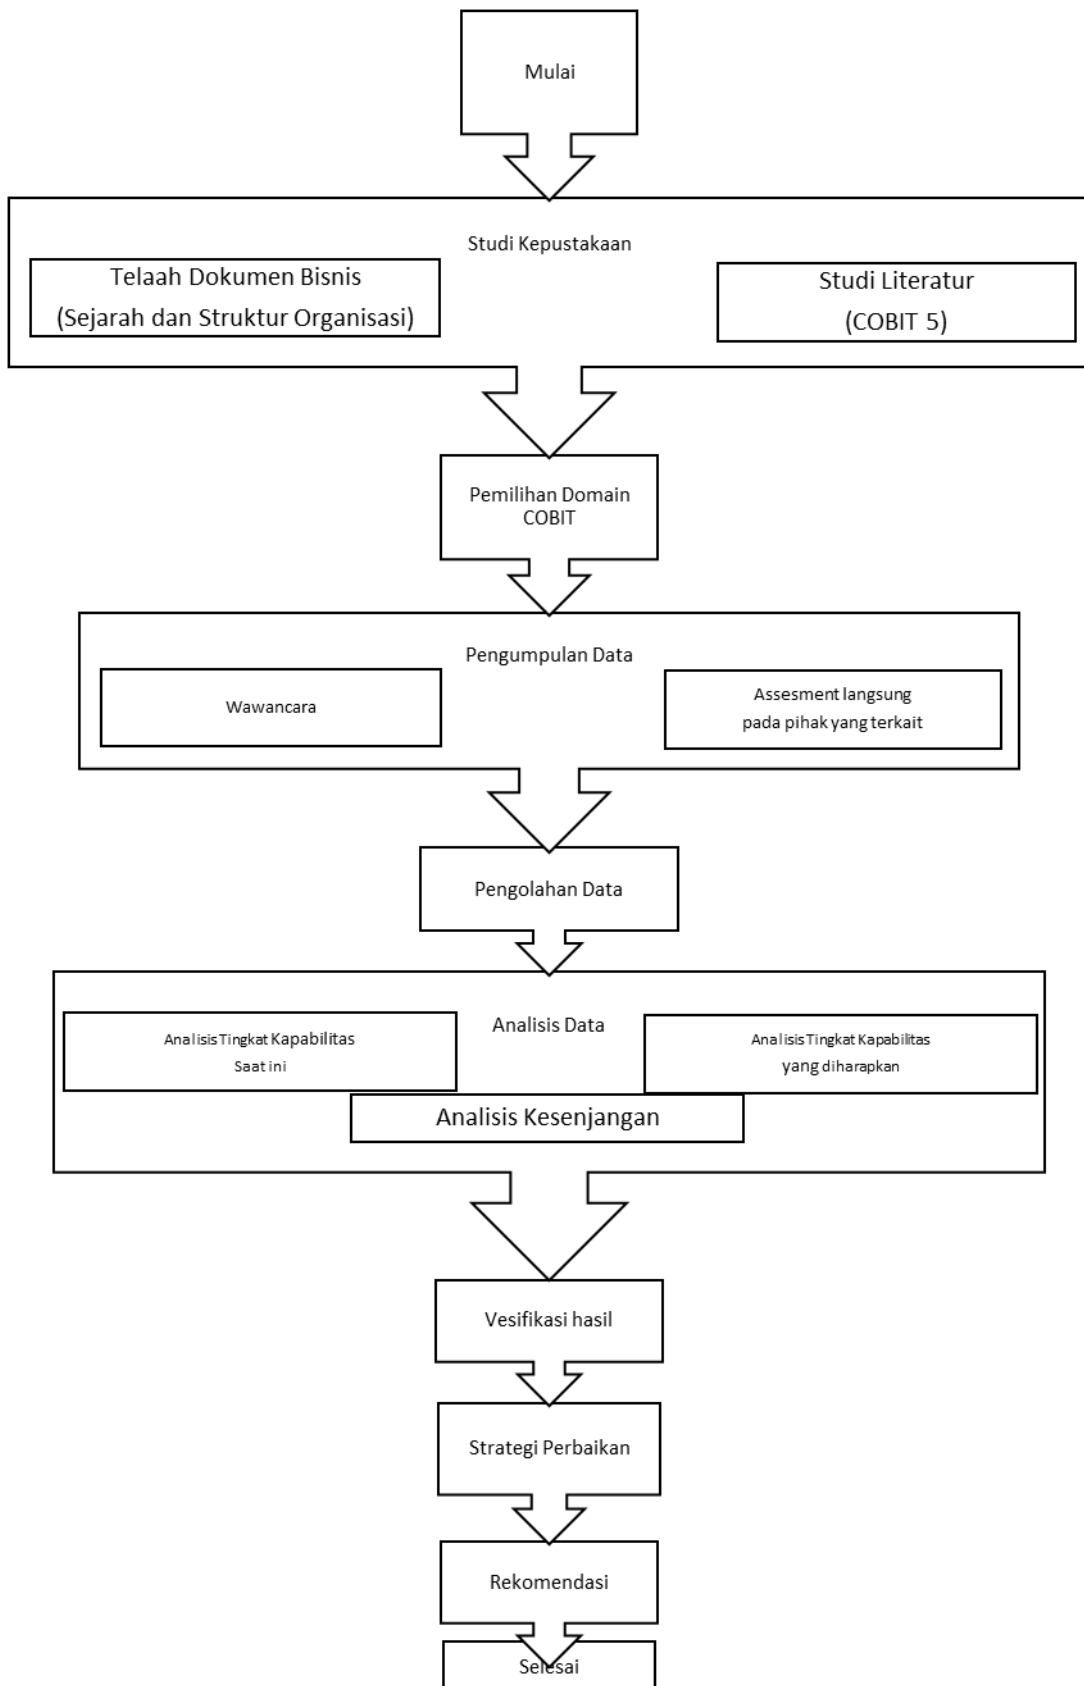 Mulai
Studi Kepustakaan
Telaah Dokumen Bisnis
(Sejarah dan Struktur Organisasi)
Studi Literatur
(COBIT 5)
Pemilihan Domain
COBIT
Pengumpulan Data
Wawancara
Assesment langsung
pada pihak yang terkait
Pengolahan Data
Analisis Data
Analisis Tingkat Kapabilitas
Saat ini
Analisis Tingkat Kapabilitas
yang diharapkan
Analisis Kesenjangan
Vesifikasi hasil
Strategi Perbaikan
Rekomendasi
Selesai